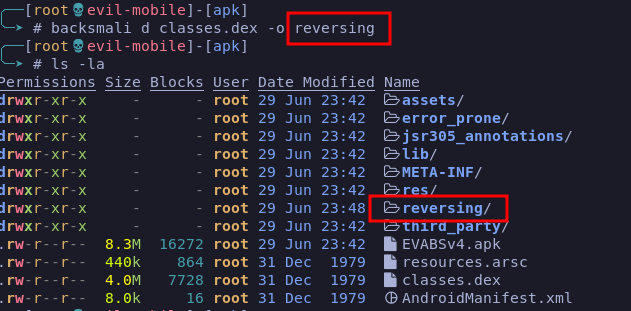 [root💀evil-mobile]-[apk]
# backsmali d classes.dex -o reversing
[root💀evil-mobile]-[apk]
# ls -la
Permissions Size Blocks User Date Modified Name
drwxr-xr-x - - root 29 Jun 23:42 assets/
drwxr-xr-x - - root 29 Jun 23:42 error_prone/
drwxr-xr-x - - root 29 Jun 23:42 jsr305_annotations/
drwxr-xr-x - - root 29 Jun 23:42 lib/
drwxr-xr-x - - root 29 Jun 23:42 META-INF/
drwxr-xr-x - - root 29 Jun 23:42 res/
drwxr-xr-x - - root 29 Jun 23:48 reversing/
drwxr-xr-x - - root 29 Jun 23:42 third_party/
.rw-r--r-- 8.3M 16272 root 29 Jun 23:42 EVABSv4.apk
.rw-r--r-- 440k 864 root 31 Dec 1979 resources.arsc
.rw-r--r-- 4.0M 7728 root 31 Dec 1979 classes.dex
.rw-r--r-- 8.0k 16 root 31 Dec 1979 AndroidManifest.xml